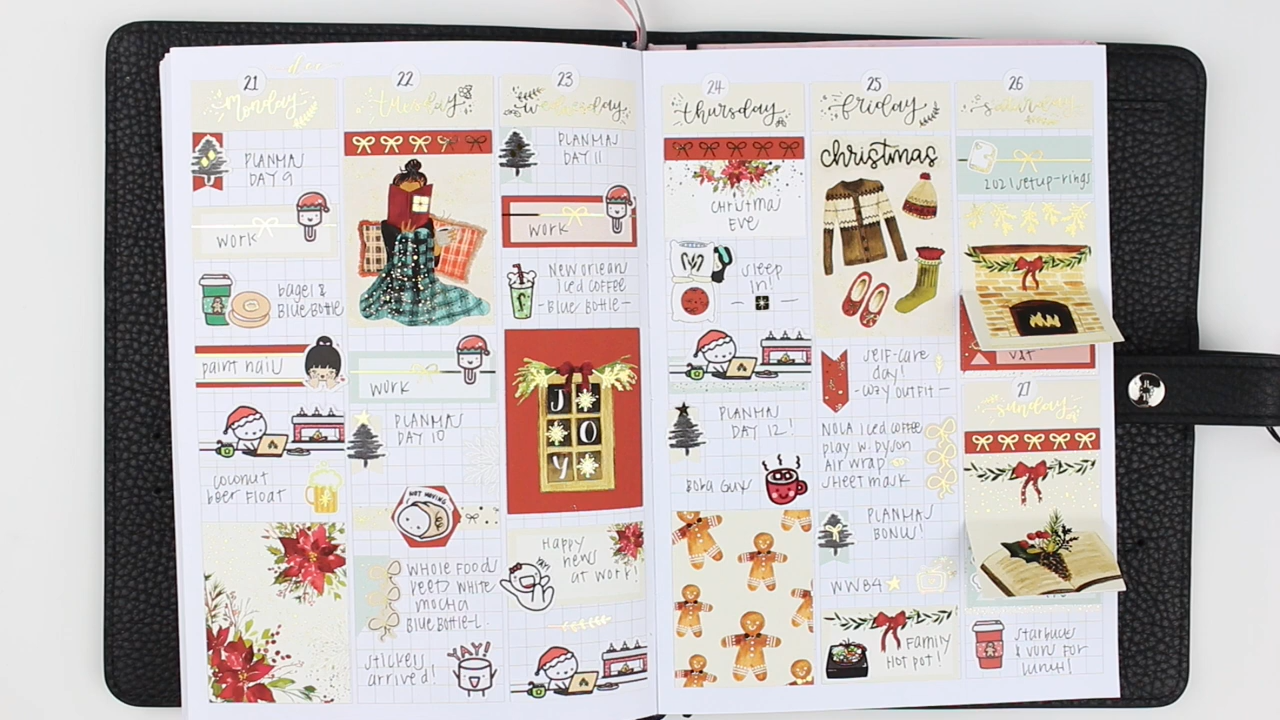 dec
21
monday
PLANMAS
DAY 9
work
bagel &
BLUE BOTTLE
paint nails
coconut
beer float
22
tuesday
work
PLANMAS
DAY 10
NOT MOVING
WHOLE FOODS
peets white
mocha
BLUE BOTTLE-L.
stickers
arrived!
YAY!
23
wednesday
PLANMAS
DAY 11
work
NEW ORLEANS
iced coffee
-BLUE BOTTLE-
JOY
Happy
news
at work!
YAY!
24
thursday
CHRISTMAS
EVE
sleep
in!
PLANMAS
DAY 12!
BOBA GUYS
25
friday
christmas
self-care
day!
-cozy outfit-
NOLA iced coffee
play w. dyson
air wrap
sheet mask
PLANMAS
BONUS!
WW84
Family
HOT POT!
26
saturday
2021 setup-rings
27
sunday
starbucks
& vons for
lunch!